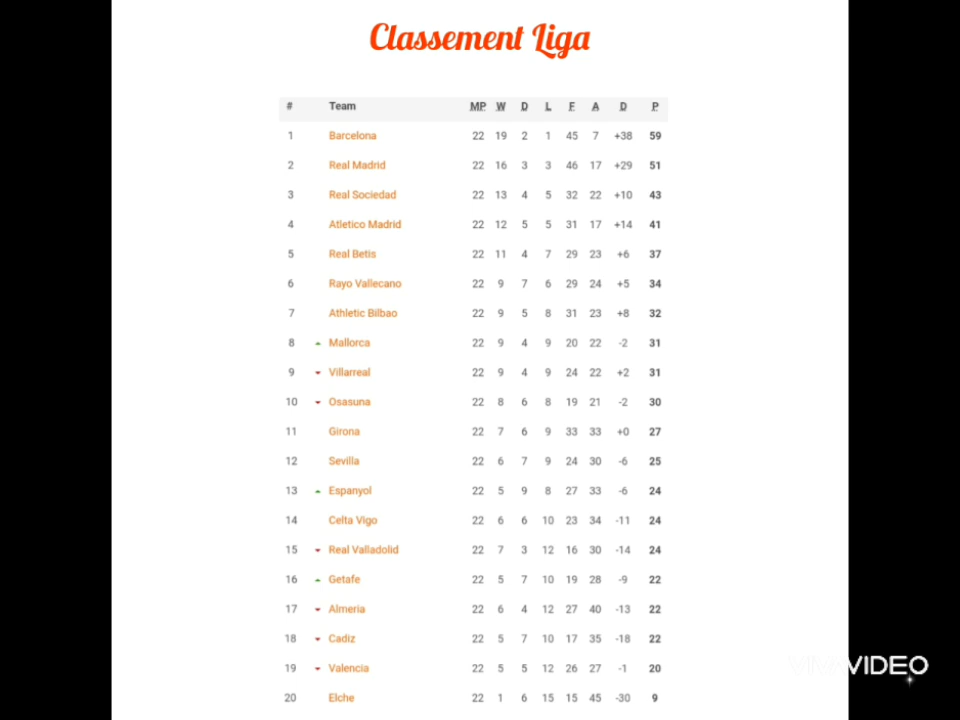 Classement Liga
# Team MP W D L F A D P
1 Barcelona 22 19 2 1 45 7 +38 59
2 Real Madrid 22 16 3 3 46 17 +29 51
3 Real Sociedad 22 13 4 5 32 22 +10 43
4 Atletico Madrid 22 12 5 5 31 17 +14 41
5 Real Betis 22 11 4 7 29 23 +6 37
6 Rayo Vallecano 22 9 7 6 29 24 +5 34
7 Athletic Bilbao 22 9 5 8 31 23 +8 32
8 Mallorca 22 9 4 9 20 22 -2 31
9 Villarreal 22 9 4 9 24 22 +2 31
10 Osasuna 22 8 6 8 19 21 -2 30
11 Girona 22 7 6 9 33 33 +0 27
12 Sevilla 22 6 7 9 24 30 -6 25
13 Espanyol 22 5 9 8 27 33 -6 24
14 Celta Vigo 22 6 6 10 23 34 -11 24
15 Real Valladolid 22 7 3 12 16 30 -14 24
16 Getafe 22 5 7 10 19 28 -9 22
17 Almeria 22 6 4 12 27 40 -13 22
18 Cadiz 22 5 7 10 17 35 -18 22
19 Valencia 22 5 5 12 26 27 -1 20
20 Elche 22 1 6 15 15 45 -30 9
VIVAVIDEO